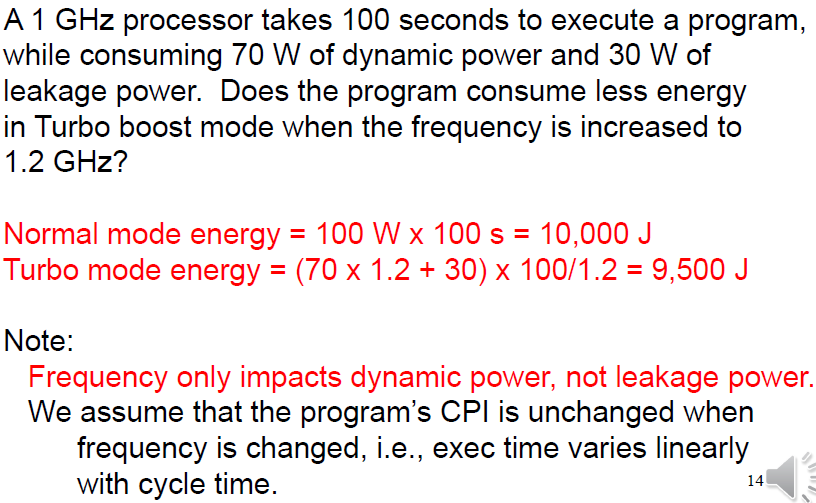 A 1 GHz processor takes 100 seconds to execute a program,
while consuming 70 W of dynamic power and 30 W of
leakage power.  Does the program consume less energy
in Turbo boost mode when the frequency is increased to
1.2 GHz?
Normal mode energy = 100 W x 100 s = 10,000 J
Turbo mode energy = (70 x 1.2 + 30) x 100/1.2 = 9,500 J
Note:
Frequency only impacts dynamic power, not leakage power.
We assume that the program’s CPI is unchanged when
frequency is changed, i.e., exec time varies linearly
with cycle time.
14